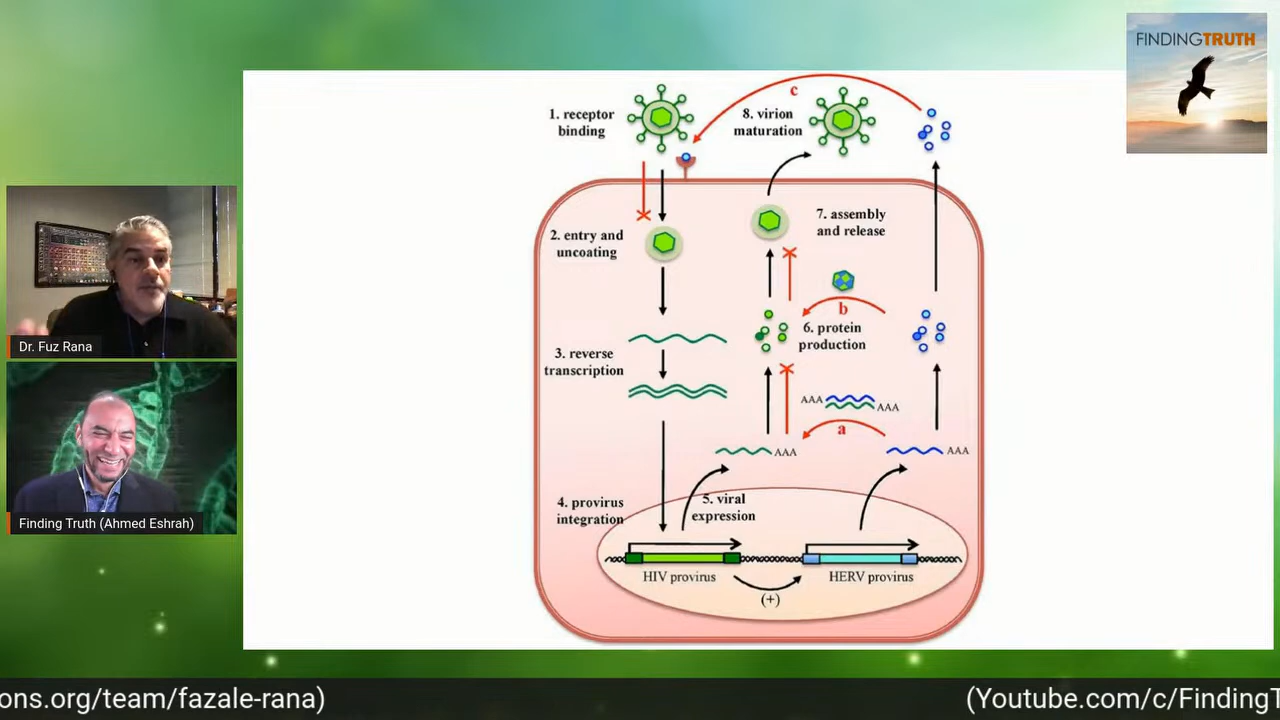 FINDINGTRUTH
1. receptor
binding
c
8. virion
maturation
2. entry and
uncoating
7. assembly
and release
b
6. protein
production
3. reverse
transcription
AAA
AAA
a
AAA
AAA
4. provirus
integration
5. viral
expression
HIV provirus
HERV provirus
(+)
Dr. Fuz Rana
Finding Truth (Ahmed Eshrah)
ons.org/team/fazale-rana)
(Youtube.com/c/FindingT